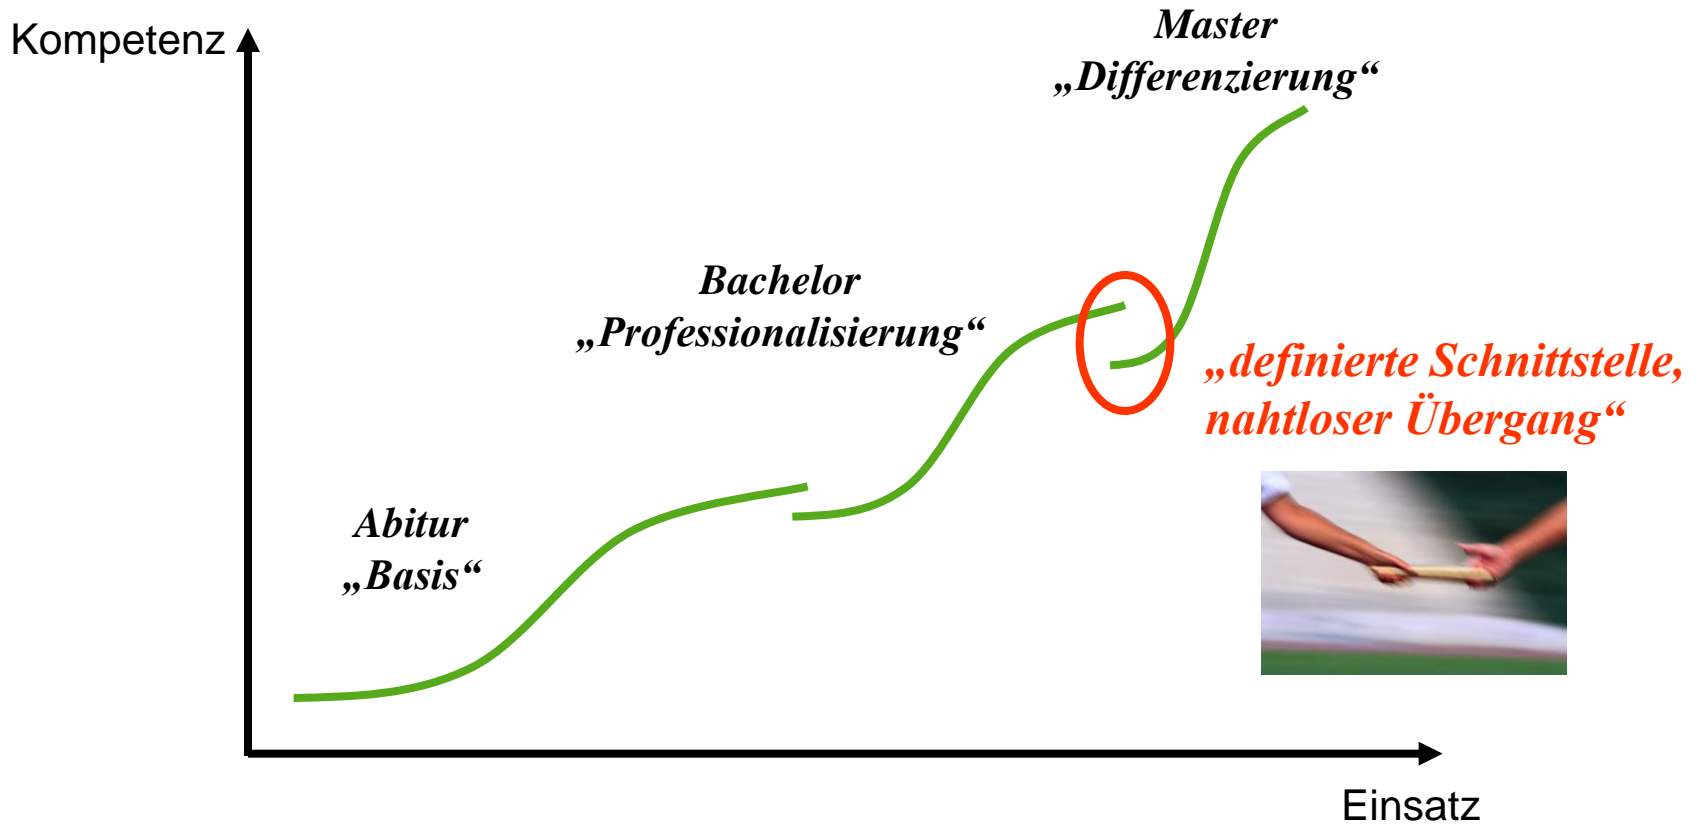 Kompetenz
Master
„Differenzierung“
Bachelor
„Professionalisierung“
„definierte Schnittstelle,
nahtloser Übergang“
Abitur
„Basis“
Einsatz